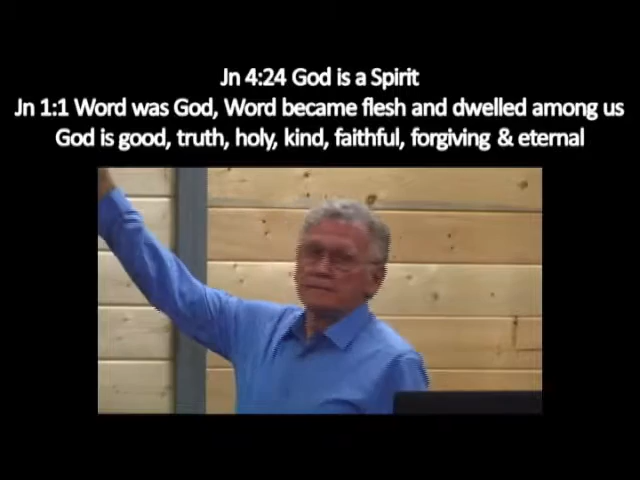 Jn 4:24 God is a Spirit
Jn 1:1 Word was God, Word became flesh and dwelled among us
God is good, truth, holy, kind, faithful, forgiving & eternal